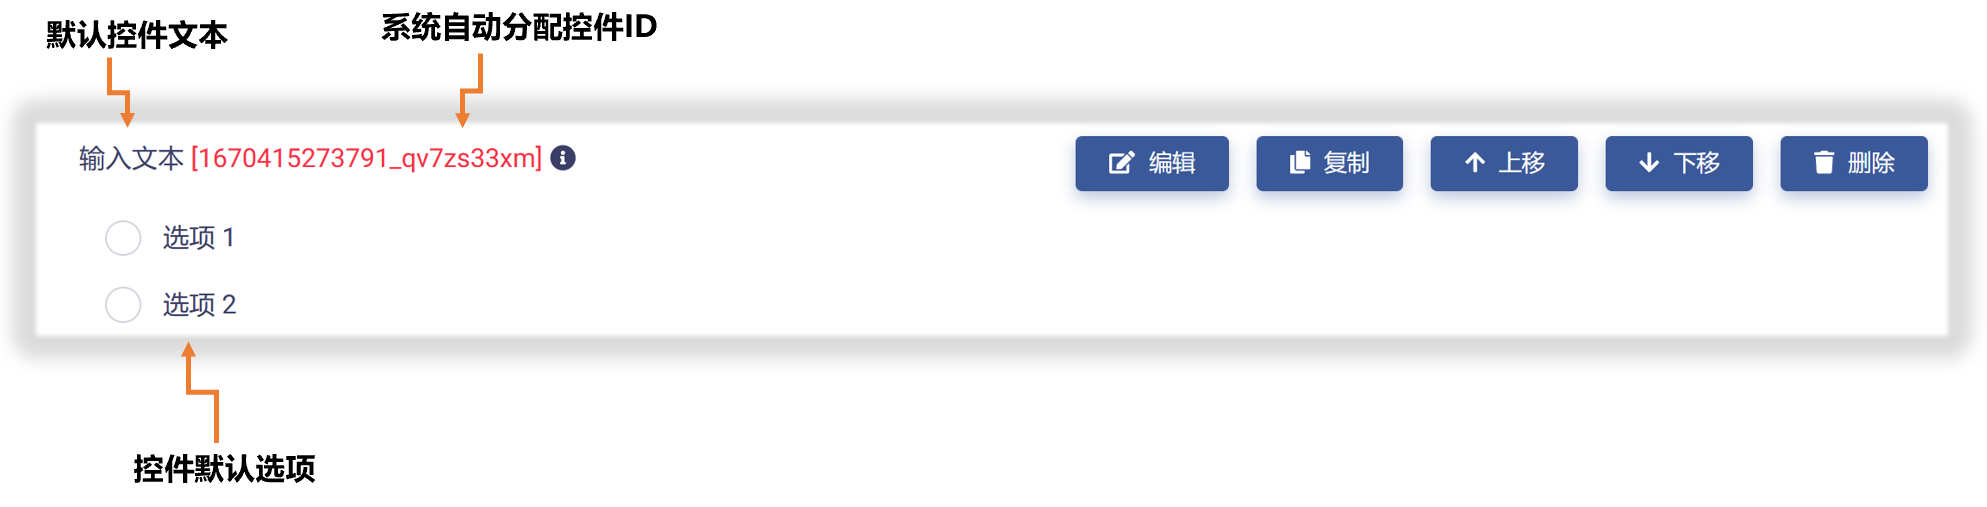 默认控件文本
系统自动分配控件ID
输入文本 [1670415273791_qv7zs33xm]
编辑
复制
上移
下移
删除
选项 1
选项 2
控件默认选项